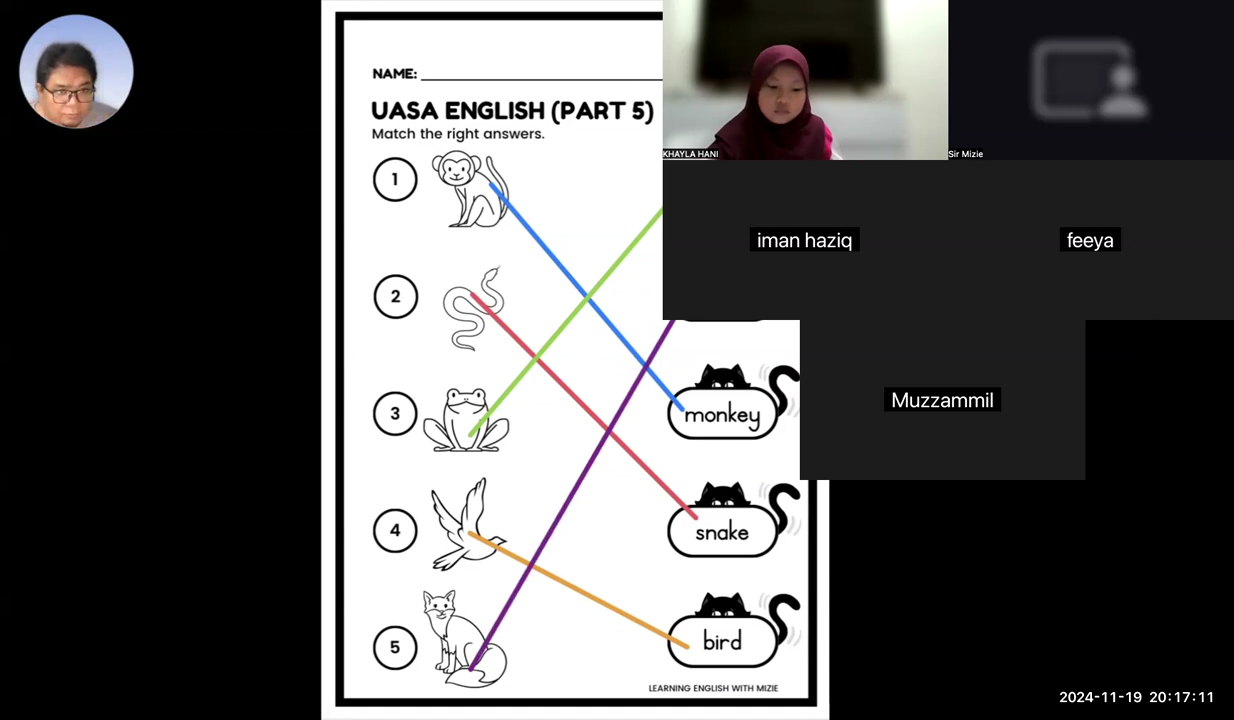 NAME:
UASA ENGLISH (PART 5)
Match the right answers.
1
2
3
4
5
monkey
snake
bird
LEARNING ENGLISH WITH MIZIE
KHAYLA HANI
Sir Mizie
iman haziq
feeya
Muzzammil
2024-11-19 20:17:11